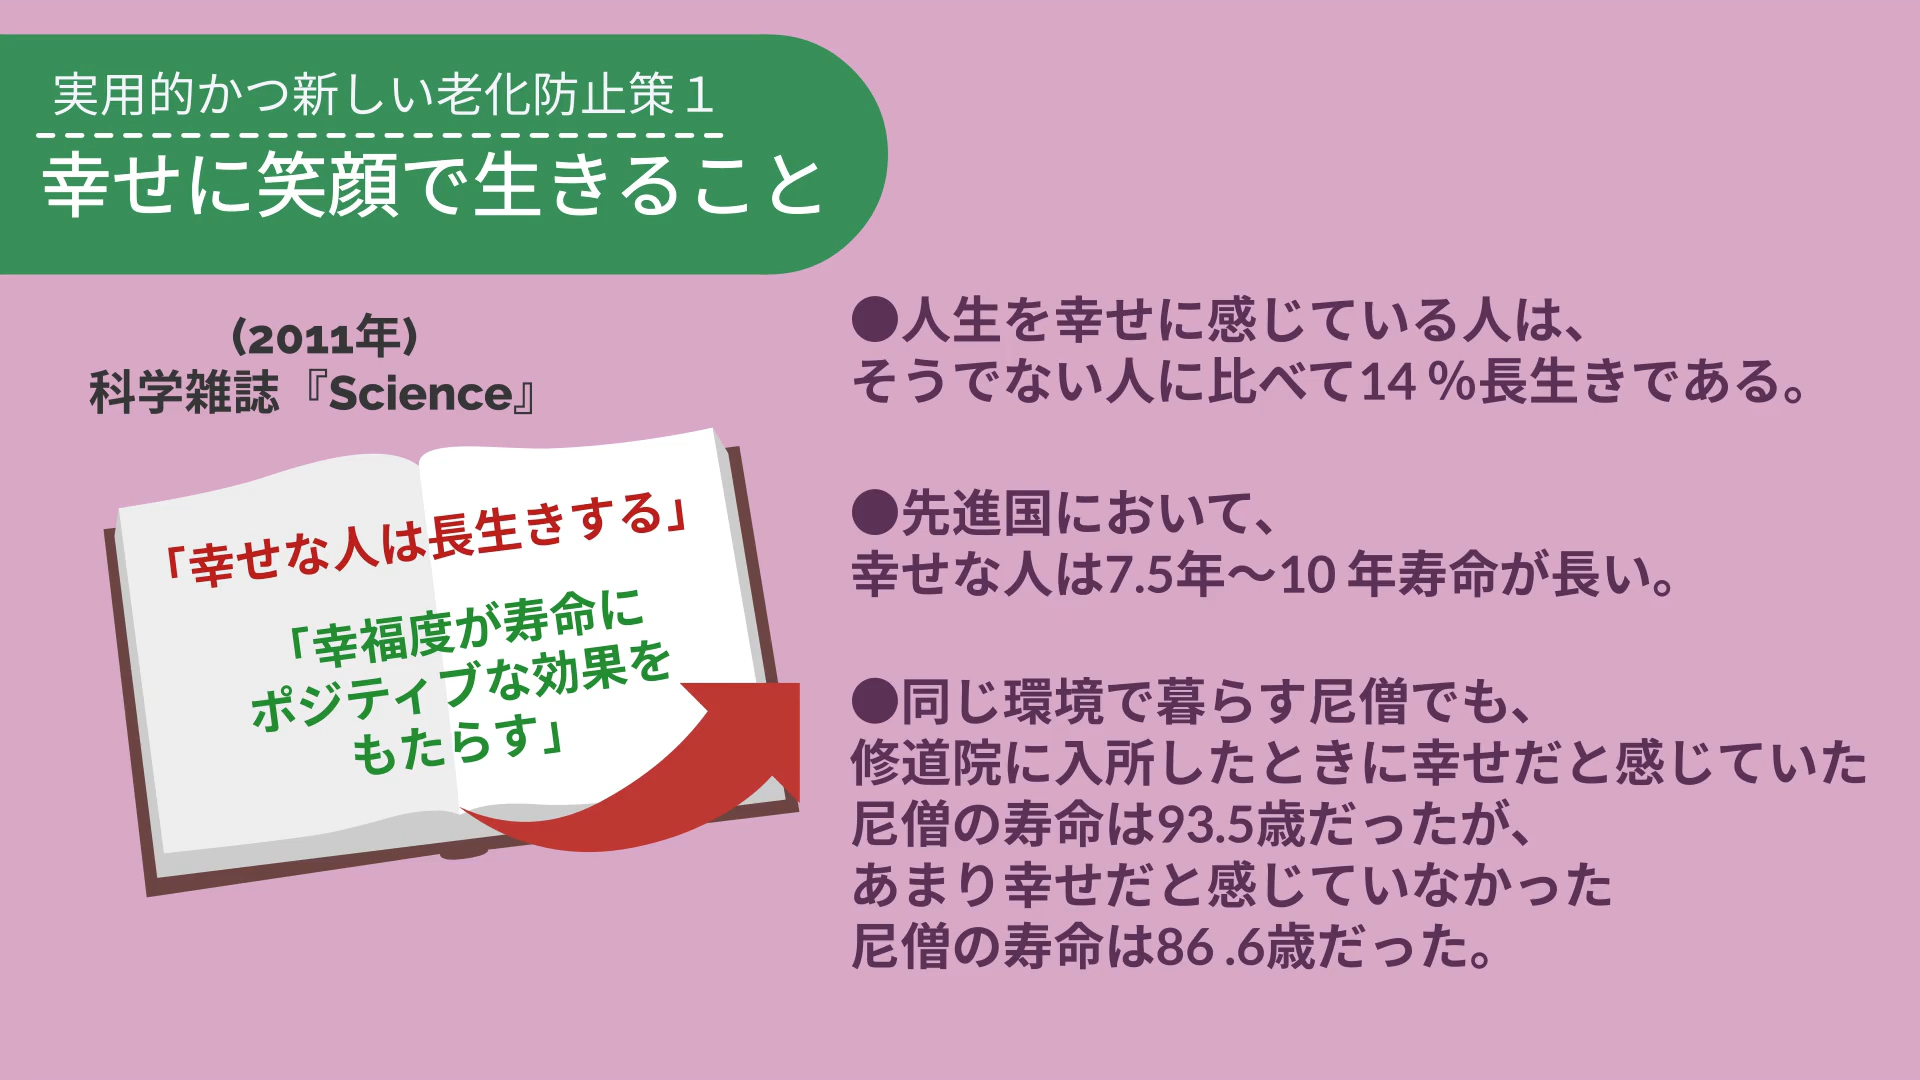 実用的かつ新しい老化防止策１
幸せに笑顔で生きること
(2011年)
科学雑誌『Science』
「幸せな人は長生きする」
「幸福度が寿命に
ポジティブな効果を
もたらす」
●人生を幸せに感じている人は、
そうでない人に比べて14％長生きである。
●先進国において、
幸せな人は7.5年〜10 年寿命が長い。
●同じ環境で暮らす尼僧でも、
修道院に入所したときに幸せだと感じていた
尼僧の寿命は93.5歳だったが、
あまり幸せだと感じていなかった
尼僧の寿命は86 .6歳だった。